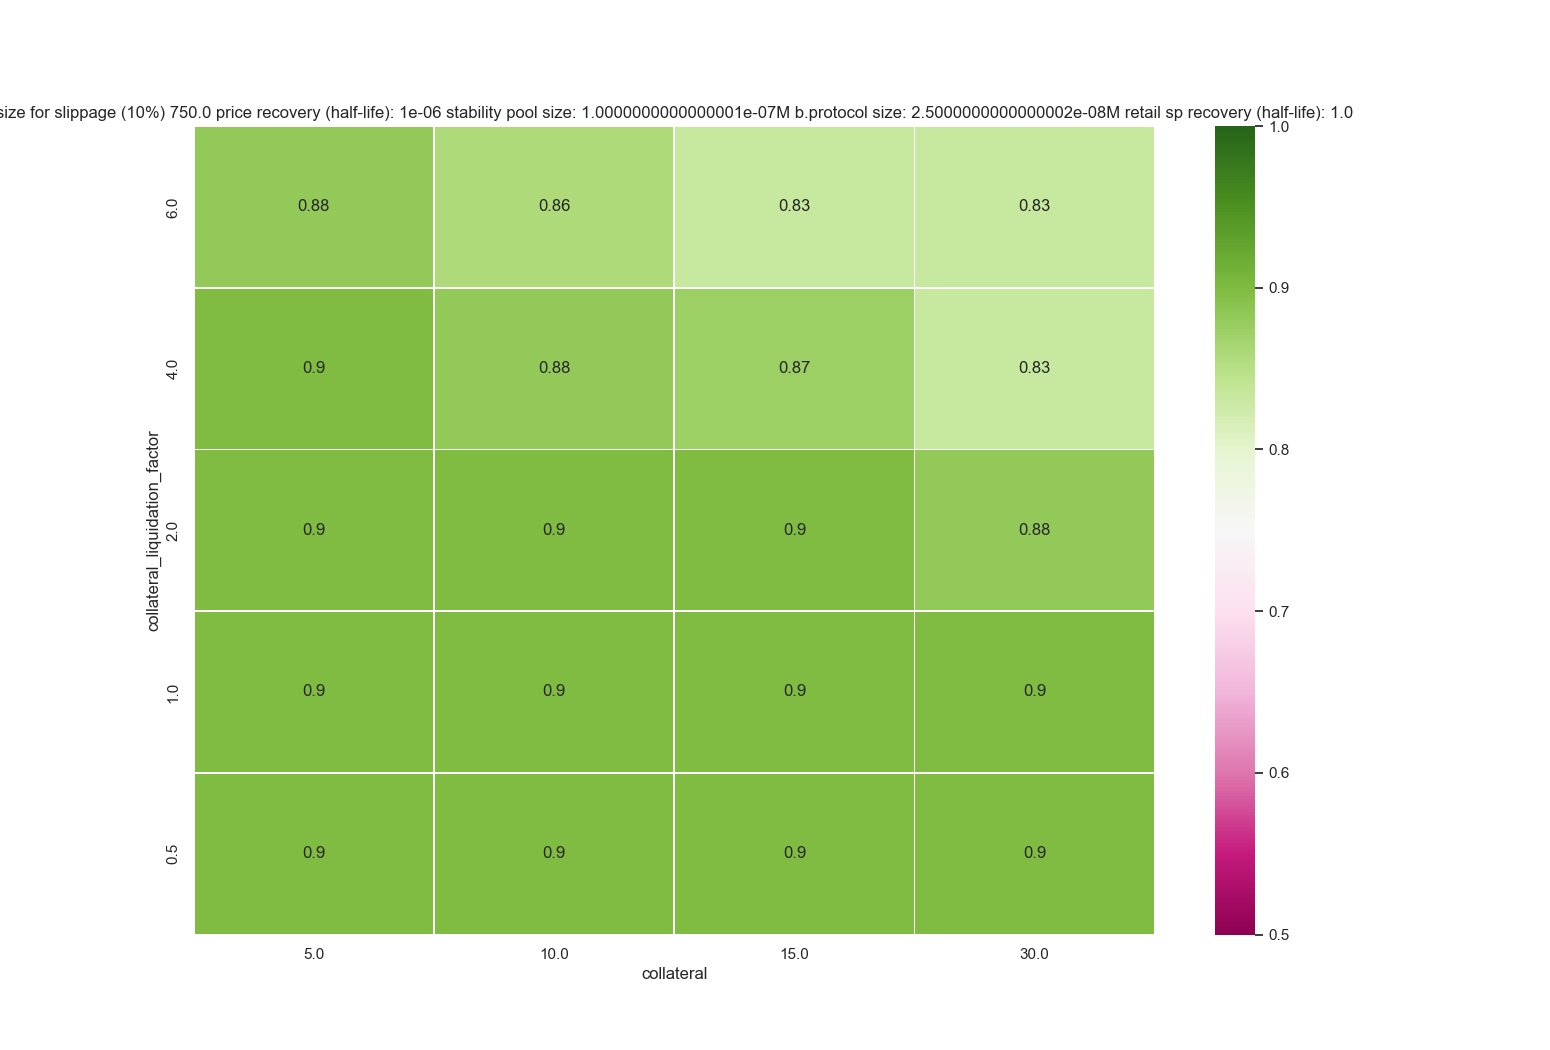 size for slippage (10%) 750.0 price recovery (half-life): 1e-06 stability pool size: 1.0000000000000001e-07M b.protocol size: 2.5000000000000002e-08M retail sp recovery (half-life): 1.0
6.0 0.88 0.86 0.83 0.83
4.0 0.9 0.88 0.87 0.83
2.0 0.9 0.9 0.9 0.88
1.0 0.9 0.9 0.9 0.9
0.5 0.9 0.9 0.9 0.9
collateral_liquidation_factor
5.0 10.0 15.0 30.0
collateral
1.0
0.9
0.8
0.7
0.6
0.5